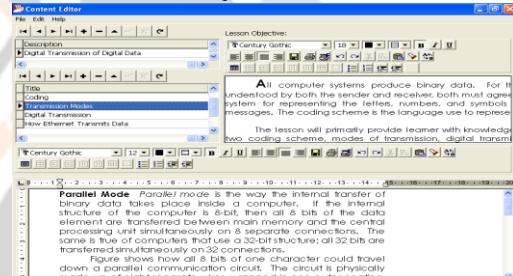 Content Editor
File Edit Help
Lesson Objective:
Description
Digital Transmission of Digital Data
Century Gothic 18 B I U
Title
Coding
Transmission Modes
Digital Transmission
How Ethernet Transmits Data
All computer systems produce binary data. For
understood by both the sender and receiver, both must agree
system for representing the letters, numbers, and symbols
messages. The coding scheme is the language use to represe
The lesson will primarily provide learner with knowledg
two coding scheme, modes of transmission, digital transmi
Century Gothic 12 B I U
Parallel Mode Parallel mode is the way the internal transfer of
binary data takes place inside a computer. If the internal
structure of the computer is 8-bit, then all 8 bits of the data
element are transferred between main memory and the central
processing unit simultaneously on 8 separate connections. The
same is true of computers that use a 32-bit structure; all 32 bits are
transferred simultaneously on 32 connections.
Figure shows how all 8 bits of one character could travel
down a parallel communication circuit. The circuit is physically